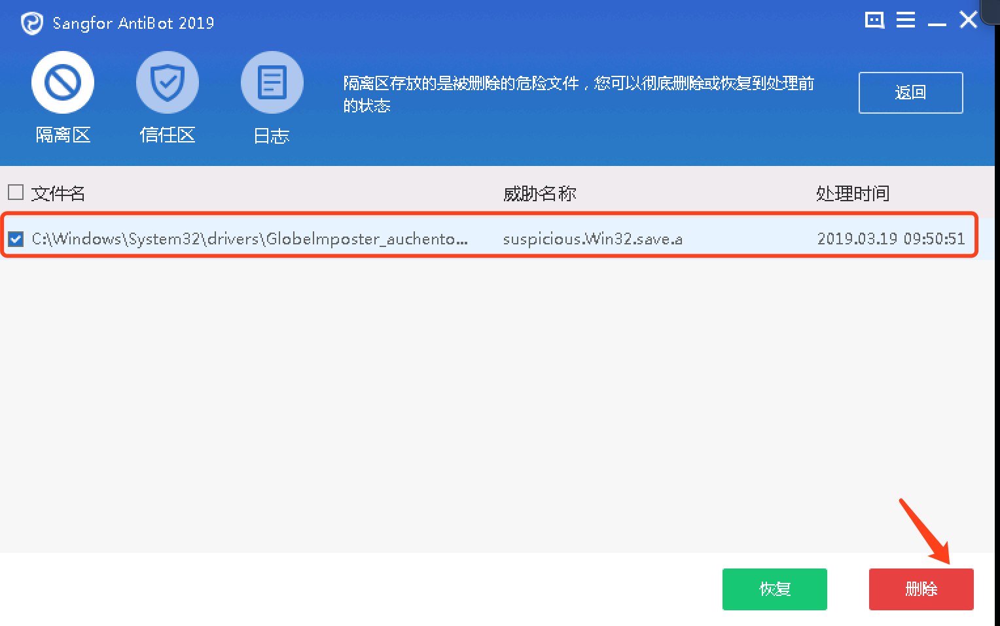 Sangfor AntiBot 2019
隔离区
信任区
日志
隔离区存放的是被删除的危险文件，您可以彻底删除或恢复到处理前
的状态
返回
文件名 威胁名称 处理时间
C:\Windows\System32\drivers\GlobeImposter_auchento... suspicious.Win32.save.a 2019.03.19 09:50:51
恢复 删除